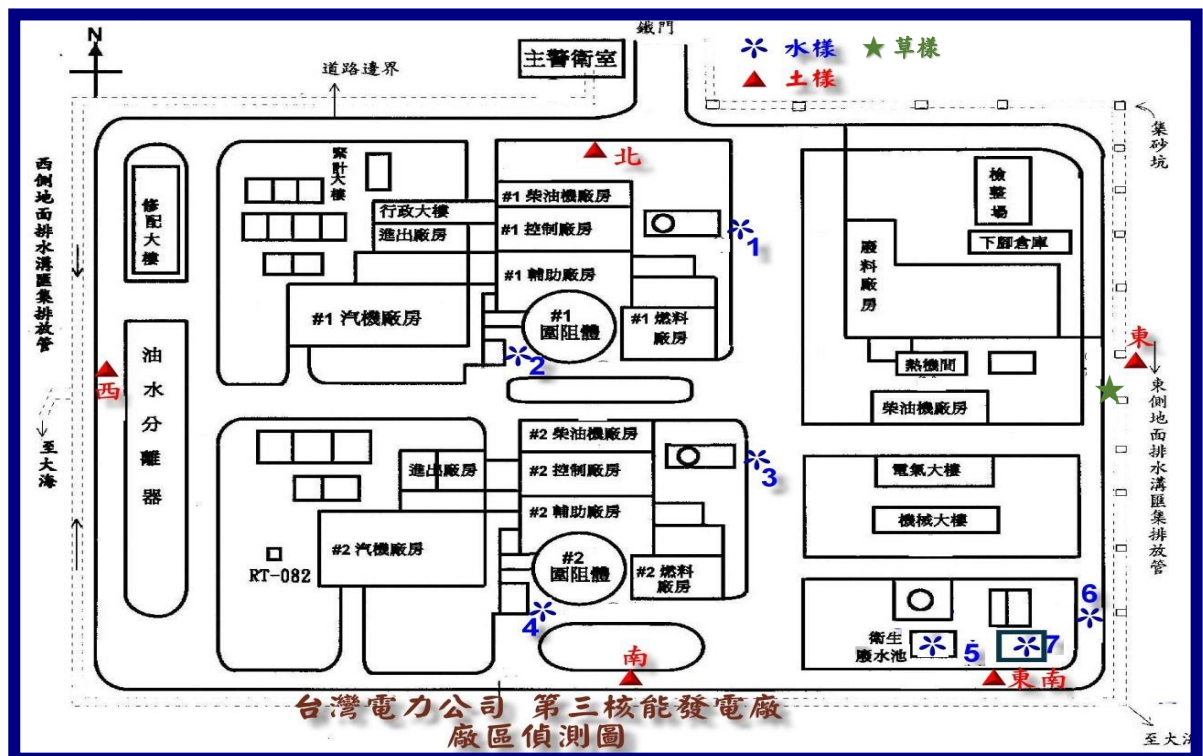 鐵門
N
主警衛室
水樣
草樣
土樣
道路邊界
集砂坑
西側地面排水溝匯集排放管
修配大樓
油水分離器
西
至大海
緊計大樓
行政大樓
進出廠房
北
#1 柴油機廠房
#1 控制廠房
#1 輔助廠房
#1 汽機廠房
#1
圍阻體
#1 燃料
廠房
1
2
檢整場
下腳倉庫
廢料廠房
熱機間
柴油機廠房
東
東側地面排水溝匯集排放管
#2 柴油機廠房
#2 控制廠房
#2 輔助廠房
進出廠房
#2 汽機廠房
RT-082
#2
圍阻體
#2 燃料
廠房
3
4
電氣大樓
機械大樓
衛生
廢水池
5
6
7
南
東南
台灣電力公司 第三核能發電廠
廠區偵測圖
至大海